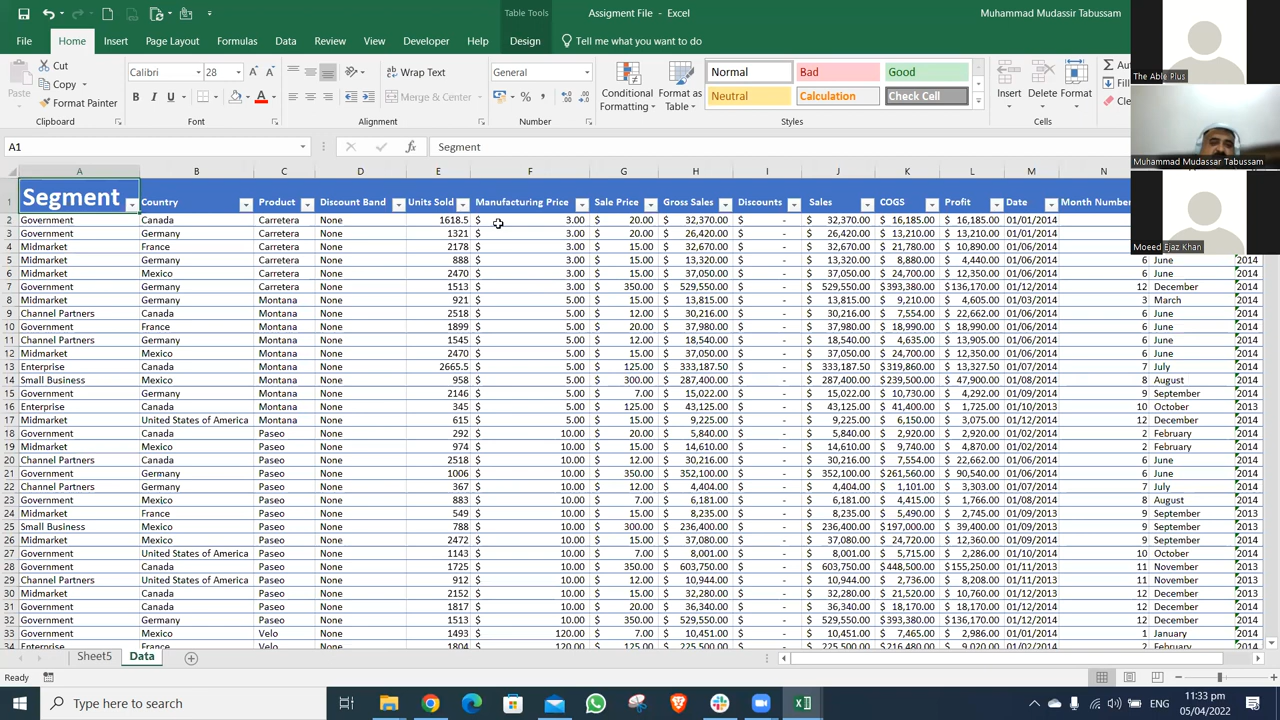 Table Tools
Assigment File - Excel
Muhammad Mudassir Tabussam
File Home Insert Page Layout Formulas Data Review View Developer Help Design Tell me what you want to do
The Able Plus
Cut
Copy
Format Painter
Paste
Clipboard
Calibri 28
B I U
Font
Wrap Text
Merge & Center
Alignment
General
Number
Conditional Formatting
Format as Table
Normal Bad Good
Neutral Calculation Check Cell
Styles
Insert Delete Format
Cells
Muhammad Mudassar Tabussam
A1 Segment
A B C D E F G H I J K L M N
1 Segment Country Product Discount Band Units Sold Manufacturing Price Sale Price Gross Sales Discounts Sales COGS Profit Date Month Number
Moeed Ejaz Khan
2 Government Canada Carretera None 1618.5 $ 3.00 $ 20.00 $ 32,370.00 $ - $ 32,370.00 $ 16,185.00 $ 16,185.00 01/01/2014
3 Government Germany Carretera None 1321 $ 3.00 $ 20.00 $ 26,420.00 $ - $ 26,420.00 $ 13,210.00 $ 13,210.00 01/01/2014
4 Midmarket France Carretera None 2178 $ 3.00 $ 15.00 $ 32,670.00 $ - $ 32,670.00 $ 21,780.00 $ 10,890.00 01/06/2014
5 Midmarket Germany Carretera None 888 $ 3.00 $ 15.00 $ 13,320.00 $ - $ 13,320.00 $ 8,880.00 $ 4,440.00 01/06/2014 6 June 2014
6 Midmarket Mexico Carretera None 2470 $ 3.00 $ 15.00 $ 37,050.00 $ - $ 37,050.00 $ 24,700.00 $ 12,350.00 01/06/2014 6 June 2014
7 Government Germany Carretera None 1513 $ 3.00 $ 350.00 $ 529,550.00 $ - $ 529,550.00 $ 393,380.00 $ 136,170.00 01/12/2014 12 December 2014
8 Midmarket Germany Montana None 921 $ 5.00 $ 15.00 $ 13,815.00 $ - $ 13,815.00 $ 9,210.00 $ 4,605.00 01/03/2014 3 March 2014
9 Channel Partners Canada Montana None 2518 $ 5.00 $ 12.00 $ 30,216.00 $ - $ 30,216.00 $ 7,554.00 $ 22,662.00 01/06/2014 6 June 2014
10 Government France Montana None 1899 $ 5.00 $ 20.00 $ 37,980.00 $ - $ 37,980.00 $ 18,990.00 $ 18,990.00 01/06/2014 6 June 2014
11 Channel Partners Germany Montana None 1545 $ 5.00 $ 12.00 $ 18,540.00 $ - $ 18,540.00 $ 4,635.00 $ 13,905.00 01/06/2014 6 June 2014
12 Midmarket Mexico Montana None 2470 $ 5.00 $ 15.00 $ 37,050.00 $ - $ 37,050.00 $ 24,700.00 $ 12,350.00 01/06/2014 6 June 2014
13 Enterprise Canada Montana None 2665.5 $ 5.00 $ 125.00 $ 333,187.50 $ - $ 333,187.50 $ 319,860.00 $ 13,327.50 01/07/2014 7 July 2014
14 Small Business Mexico Montana None 958 $ 5.00 $ 300.00 $ 287,400.00 $ - $ 287,400.00 $ 239,500.00 $ 47,900.00 01/08/2014 8 August 2014
15 Government Germany Montana None 2146 $ 5.00 $ 7.00 $ 15,022.00 $ - $ 15,022.00 $ 10,730.00 $ 4,292.00 01/09/2014 9 September 2014
16 Enterprise Canada Montana None 345 $ 5.00 $ 125.00 $ 43,125.00 $ - $ 43,125.00 $ 41,400.00 $ 1,725.00 01/10/2013 10 October 2013
17 Midmarket United States of America Montana None 615 $ 5.00 $ 15.00 $ 9,225.00 $ - $ 9,225.00 $ 6,150.00 $ 3,075.00 01/12/2014 12 December 2014
18 Government Canada Paseo None 292 $ 10.00 $ 20.00 $ 5,840.00 $ - $ 5,840.00 $ 2,920.00 $ 2,920.00 01/02/2014 2 February 2014
19 Midmarket Mexico Paseo None 974 $ 10.00 $ 15.00 $ 14,610.00 $ - $ 14,610.00 $ 9,740.00 $ 4,870.00 01/02/2014 2 February 2014
20 Channel Partners Canada Paseo None 2518 $ 10.00 $ 12.00 $ 30,216.00 $ - $ 30,216.00 $ 7,554.00 $ 22,662.00 01/06/2014 6 June 2014
21 Government Germany Paseo None 1006 $ 10.00 $ 350.00 $ 352,100.00 $ - $ 352,100.00 $ 261,560.00 $ 90,540.00 01/06/2014 6 June 2014
22 Channel Partners Germany Paseo None 367 $ 10.00 $ 12.00 $ 4,404.00 $ - $ 4,404.00 $ 1,101.00 $ 3,303.00 01/07/2014 7 July 2014
23 Government Mexico Paseo None 883 $ 10.00 $ 7.00 $ 6,181.00 $ - $ 6,181.00 $ 4,415.00 $ 1,766.00 01/08/2014 8 August 2014
24 Midmarket France Paseo None 549 $ 10.00 $ 15.00 $ 8,235.00 $ - $ 8,235.00 $ 5,490.00 $ 2,745.00 01/09/2013 9 September 2013
25 Small Business Mexico Paseo None 788 $ 10.00 $ 300.00 $ 236,400.00 $ - $ 236,400.00 $ 197,000.00 $ 39,400.00 01/09/2013 9 September 2013
26 Midmarket Mexico Paseo None 2472 $ 10.00 $ 15.00 $ 37,080.00 $ - $ 37,080.00 $ 24,720.00 $ 12,360.00 01/09/2014 9 September 2014
27 Government United States of America Paseo None 1143 $ 10.00 $ 7.00 $ 8,001.00 $ - $ 8,001.00 $ 5,715.00 $ 2,286.00 01/10/2014 10 October 2014
28 Government Canada Paseo None 1725 $ 10.00 $ 350.00 $ 603,750.00 $ - $ 603,750.00 $ 448,500.00 $ 155,250.00 01/11/2013 11 November 2013
29 Channel Partners United States of America Paseo None 912 $ 10.00 $ 12.00 $ 10,944.00 $ - $ 10,944.00 $ 2,736.00 $ 8,208.00 01/11/2013 11 November 2013
30 Midmarket Canada Paseo None 2152 $ 10.00 $ 15.00 $ 32,280.00 $ - $ 32,280.00 $ 21,520.00 $ 10,760.00 01/12/2013 12 December 2013
31 Government Canada Paseo None 1817 $ 10.00 $ 20.00 $ 36,340.00 $ - $ 36,340.00 $ 18,170.00 $ 18,170.00 01/12/2014 12 December 2014
32 Government Germany Paseo None 1513 $ 10.00 $ 350.00 $ 529,550.00 $ - $ 529,550.00 $ 393,380.00 $ 136,170.00 01/12/2014 12 December 2014
33 Government Mexico Velo None 1493 $ 120.00 $ 7.00 $ 10,451.00 $ - $ 10,451.00 $ 7,465.00 $ 2,986.00 01/01/2014 1 January 2014
34 Enterprise France Velo None 1804 $ 120.00 $ 125.00 $ 225,500.00 $ - $ 225,500.00 $ 216,480.00 $ 9,020.00 01/02/2014 2 February 2014
Sheet5 Data
Ready
Type here to search
ENG
11:33 pm
05/04/2022